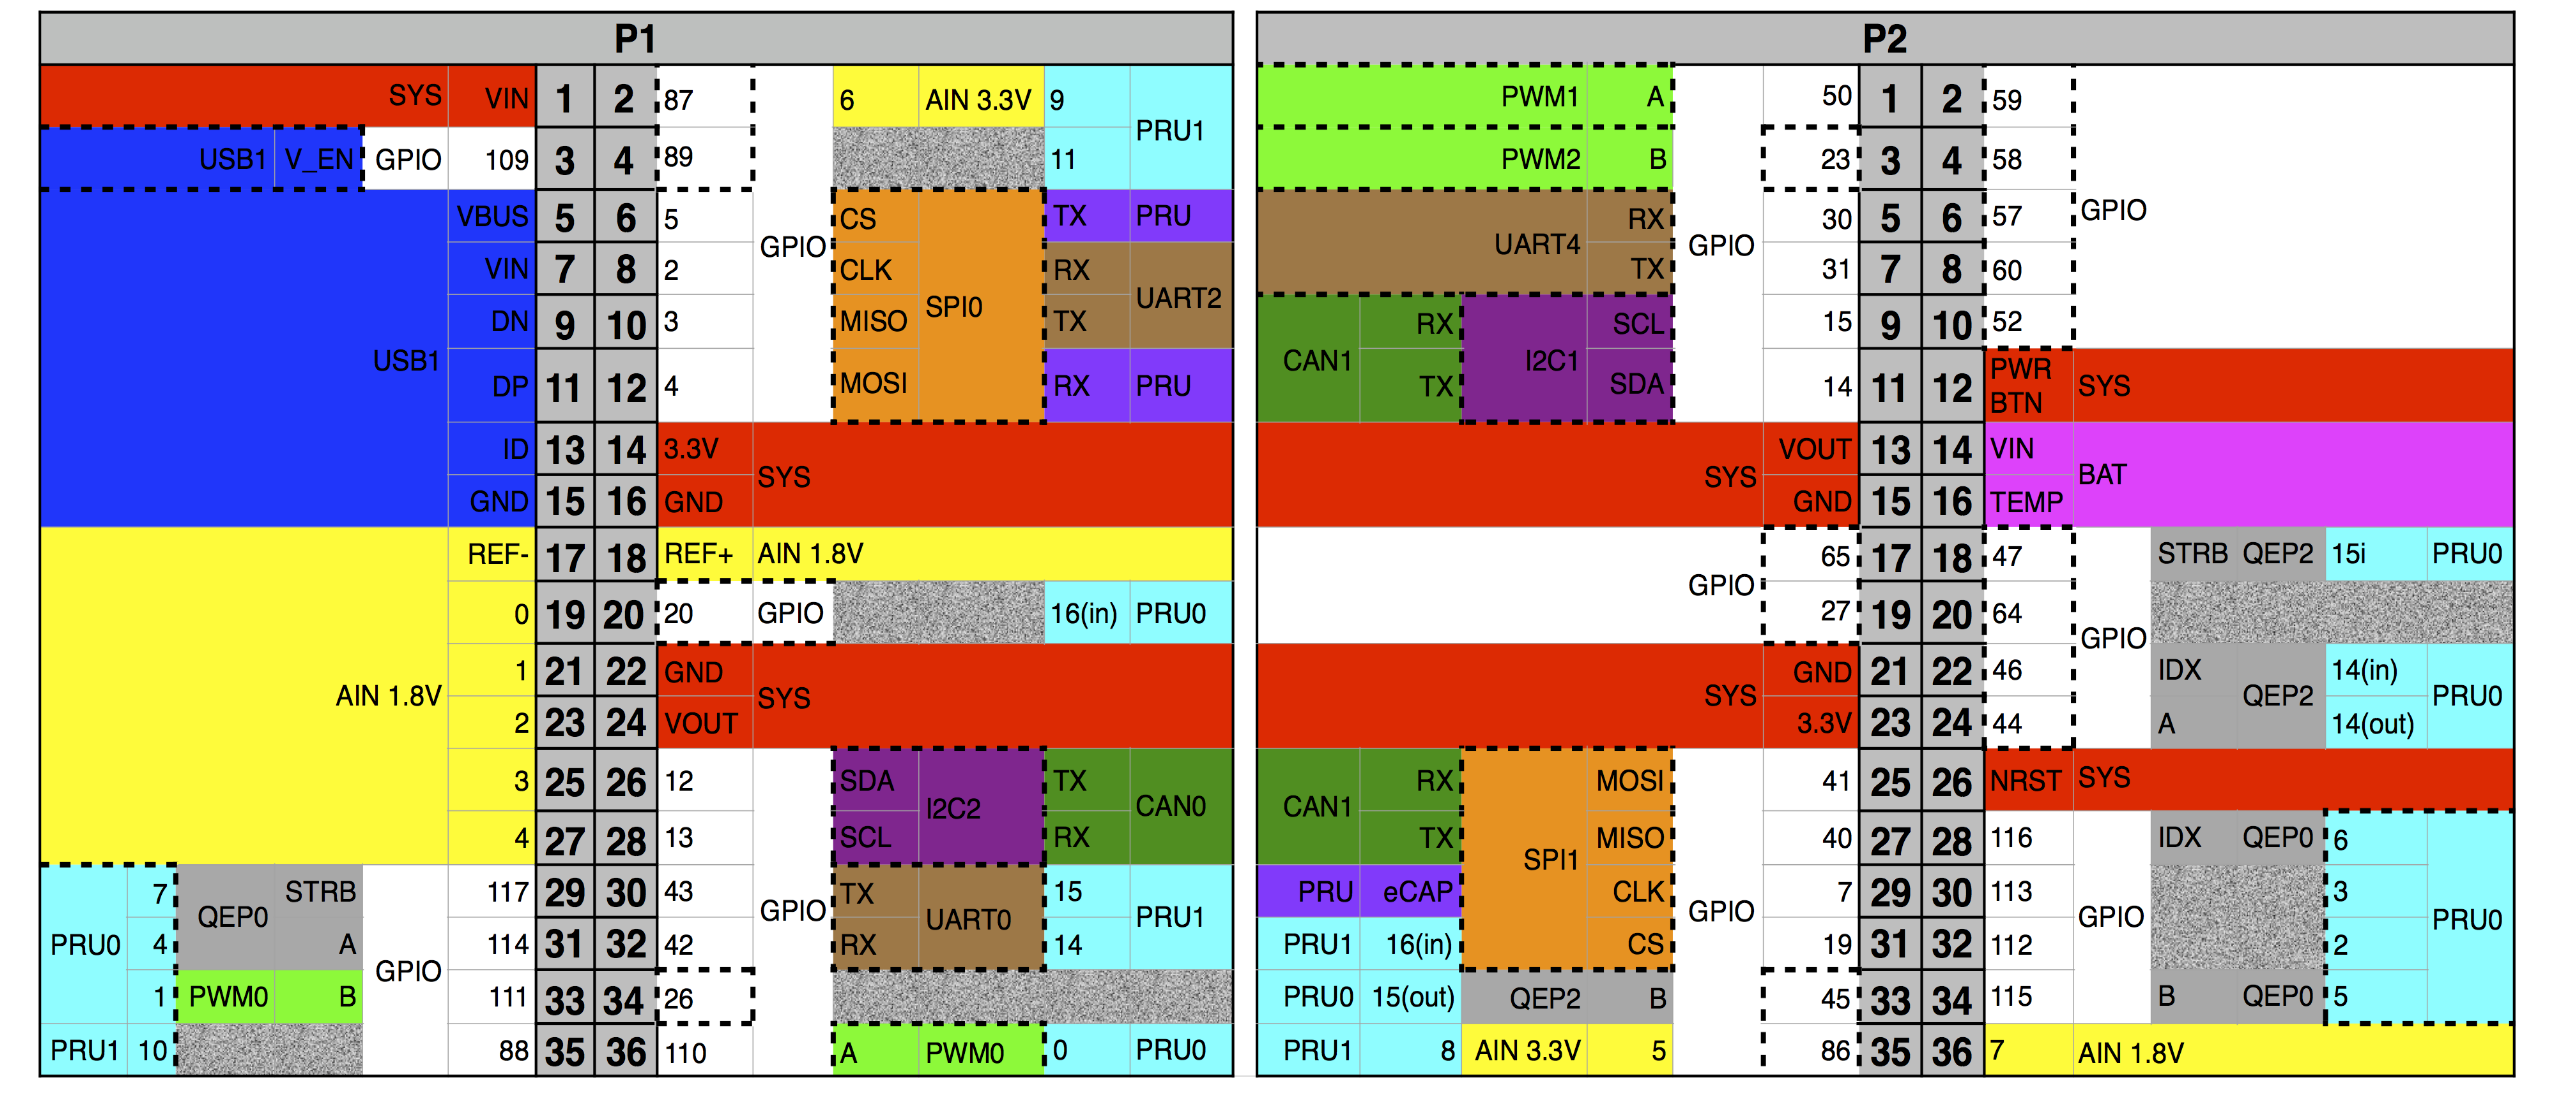 P1
SYS VIN 1 2 87 6 AIN 3.3V 9 PRU1
USB1 V_EN GPIO 109 3 4 89 11
VBUS 5 6 5 GPIO CS TX PRU
VIN 7 8 2 CLK SPI0 RX UART2
DN 9 10 3 MISO TX
USB1 DP 11 12 4 MOSI RX PRU
ID 13 14 3.3V SYS
GND 15 16 GND
REF- 17 18 REF+ AIN 1.8V
0 19 20 20 GPIO 16(in) PRU0
AIN 1.8V 1 21 22 GND SYS
2 23 24 VOUT
3 25 26 12 SDA I2C2 TX CAN0
4 27 28 13 SCL RX
7 QEP0 STRB 117 29 30 43 GPIO TX UART0 15 PRU1
PRU0 4 A GPIO 114 31 32 42 RX 14
1 PWM0 B 111 33 34 26
PRU1 10 88 35 36 110 A PWM0 0 PRU0
P2
PWM1 A 50 1 2 59
PWM2 B 23 3 4 58
UART4 RX GPIO 30 5 6 57 GPIO
TX 31 7 8 60
CAN1 RX I2C1 SCL 15 9 10 52
TX SDA 14 11 12 PWR BTN SYS
SYS VOUT 13 14 VIN BAT
GND 15 16 TEMP
GPIO 65 17 18 47 STRB QEP2 15i PRU0
27 19 20 64 GPIO
SYS GND 21 22 46 IDX QEP2 14(in) PRU0
3.3V 23 24 44 A 14(out)
CAN1 RX SPI1 MOSI 41 25 26 NRST SYS
TX MISO 40 27 28 116 IDX QEP0 6 PRU0
PRU eCAP CLK GPIO 7 29 30 113 GPIO 3
PRU1 16(in) CS 19 31 32 112 2
PRU0 15(out) QEP2 B 45 33 34 115 B QEP0 5
PRU1 8 AIN 3.3V 5 86 35 36 7 AIN 1.8V